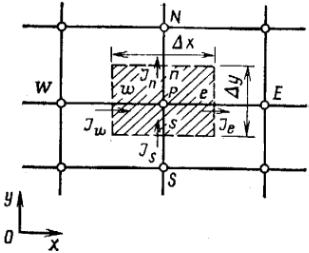 N
Δx
J_n n
W w P e E Δy
J_w J_e
s
J_s
S
y
0 x